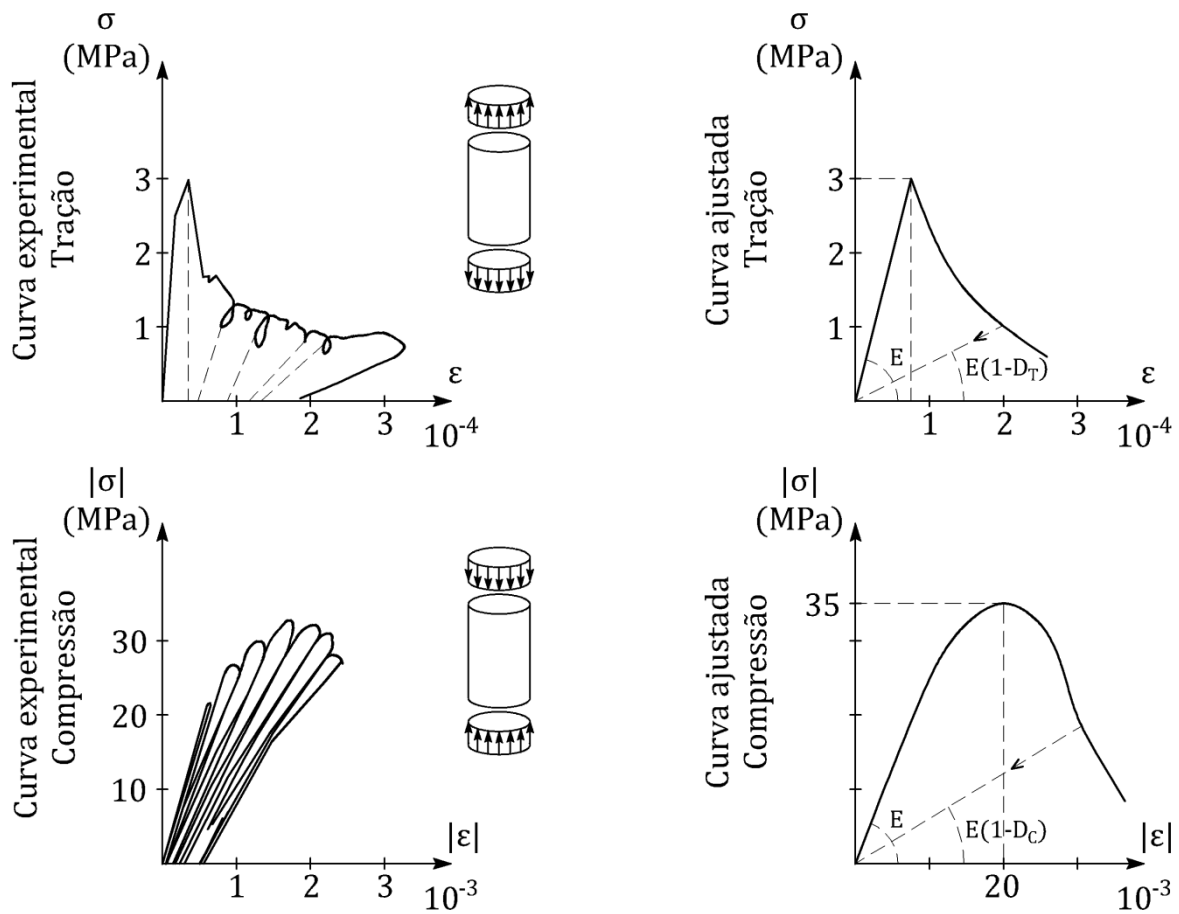 σ
(MPa)
Curva experimental
Tração
3
2
1
1
2
3
ε
10⁻⁴
σ
(MPa)
Curva ajustada
Tração
3
2
1
E
E(1-D_T)
1
2
3
ε
10⁻⁴
|σ|
(MPa)
Curva experimental
Compressão
30
20
10
1
2
3
|ε|
10⁻³
|σ|
(MPa)
Curva ajustada
Compressão
35
E
E(1-D_C)
20
|ε|
10⁻³